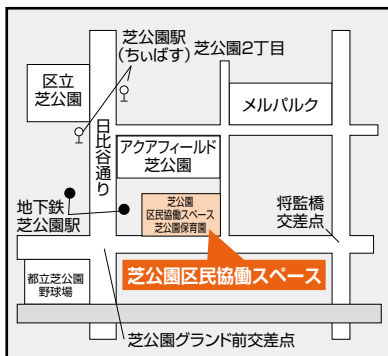 芝公園駅
(ちぃばす)
芝公園2丁目
区立
芝公園
メルパルク
日比谷通り
アクアフィールド
芝公園
芝公園
区民協働スペース
芝公園保育園
地下鉄
芝公園駅
将監橋
交差点
芝公園区民協働スペース
都立芝公園
野球場
芝公園グランド前交差点